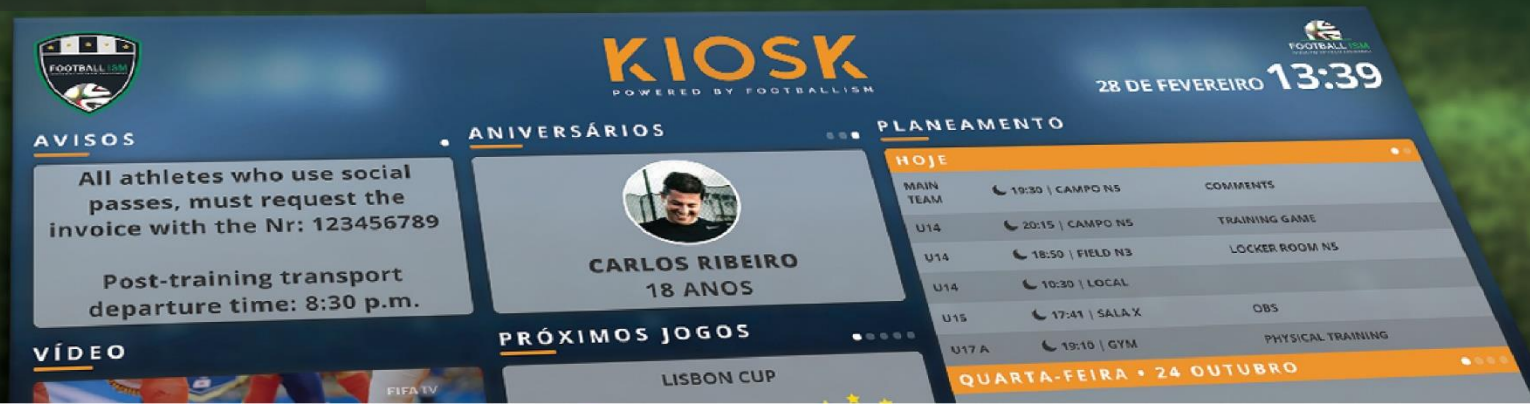 FOOTBALL ISM
KIOSK
POWERED BY FOOTBALLISM
FOOTBALL ISM
28 DE FEVEREIRO 13:39
AVISOS
All athletes who use social
passes, must request the
invoice with the Nr: 123456789
Post-training transport
departure time: 8:30 p.m.
VÍDEO
FIFA TV
ANIVERSÁRIOS
CARLOS RIBEIRO
18 ANOS
PRÓXIMOS JOGOS
LISBON CUP
PLANEAMENTO
HOJE
MAIN TEAM 19:30 | CAMPO N5 COMMENTS
U14 20:15 | CAMPO N5 TRAINING GAME
U14 18:50 | FIELD N3 LOCKER ROOM N5
U14 10:30 | LOCAL
U15 17:41 | SALA X OBS
U17 A 19:10 | GYM PHYSICAL TRAINING
QUARTA-FEIRA • 24 OUTUBRO